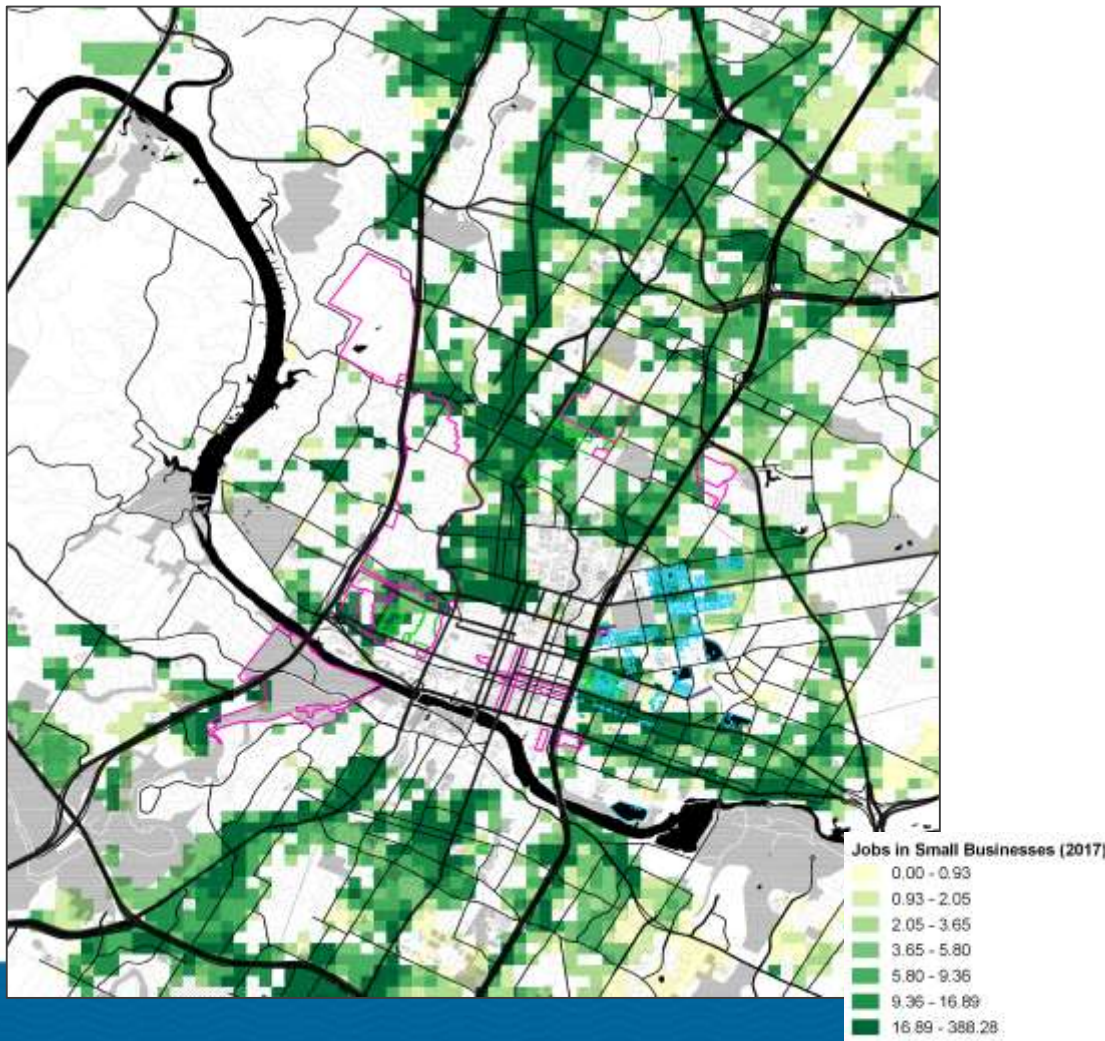 Jobs in Small Businesses (2017)
0.00 - 0.93
0.93 - 2.05
2.05 - 3.65
3.65 - 5.80
5.80 - 9.36
9.36 - 16.89
16.89 - 388.28